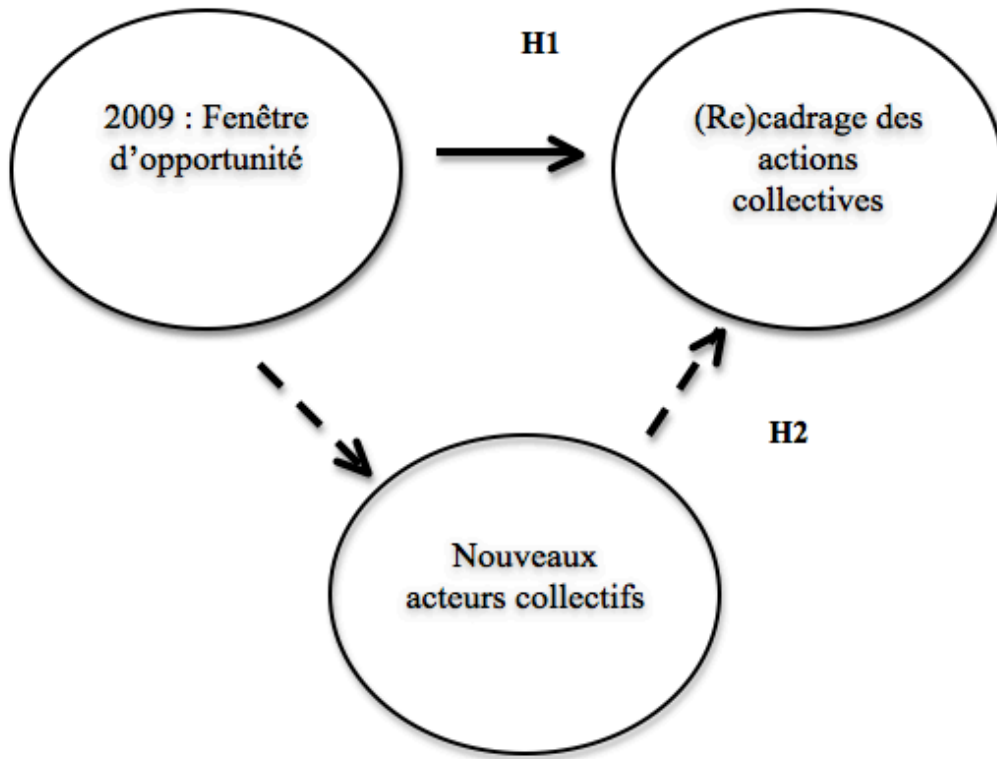 H1
2009 : Fenêtre
d’opportunité
(Re)cadrage des
actions
collectives
H2
Nouveaux
acteurs collectifs